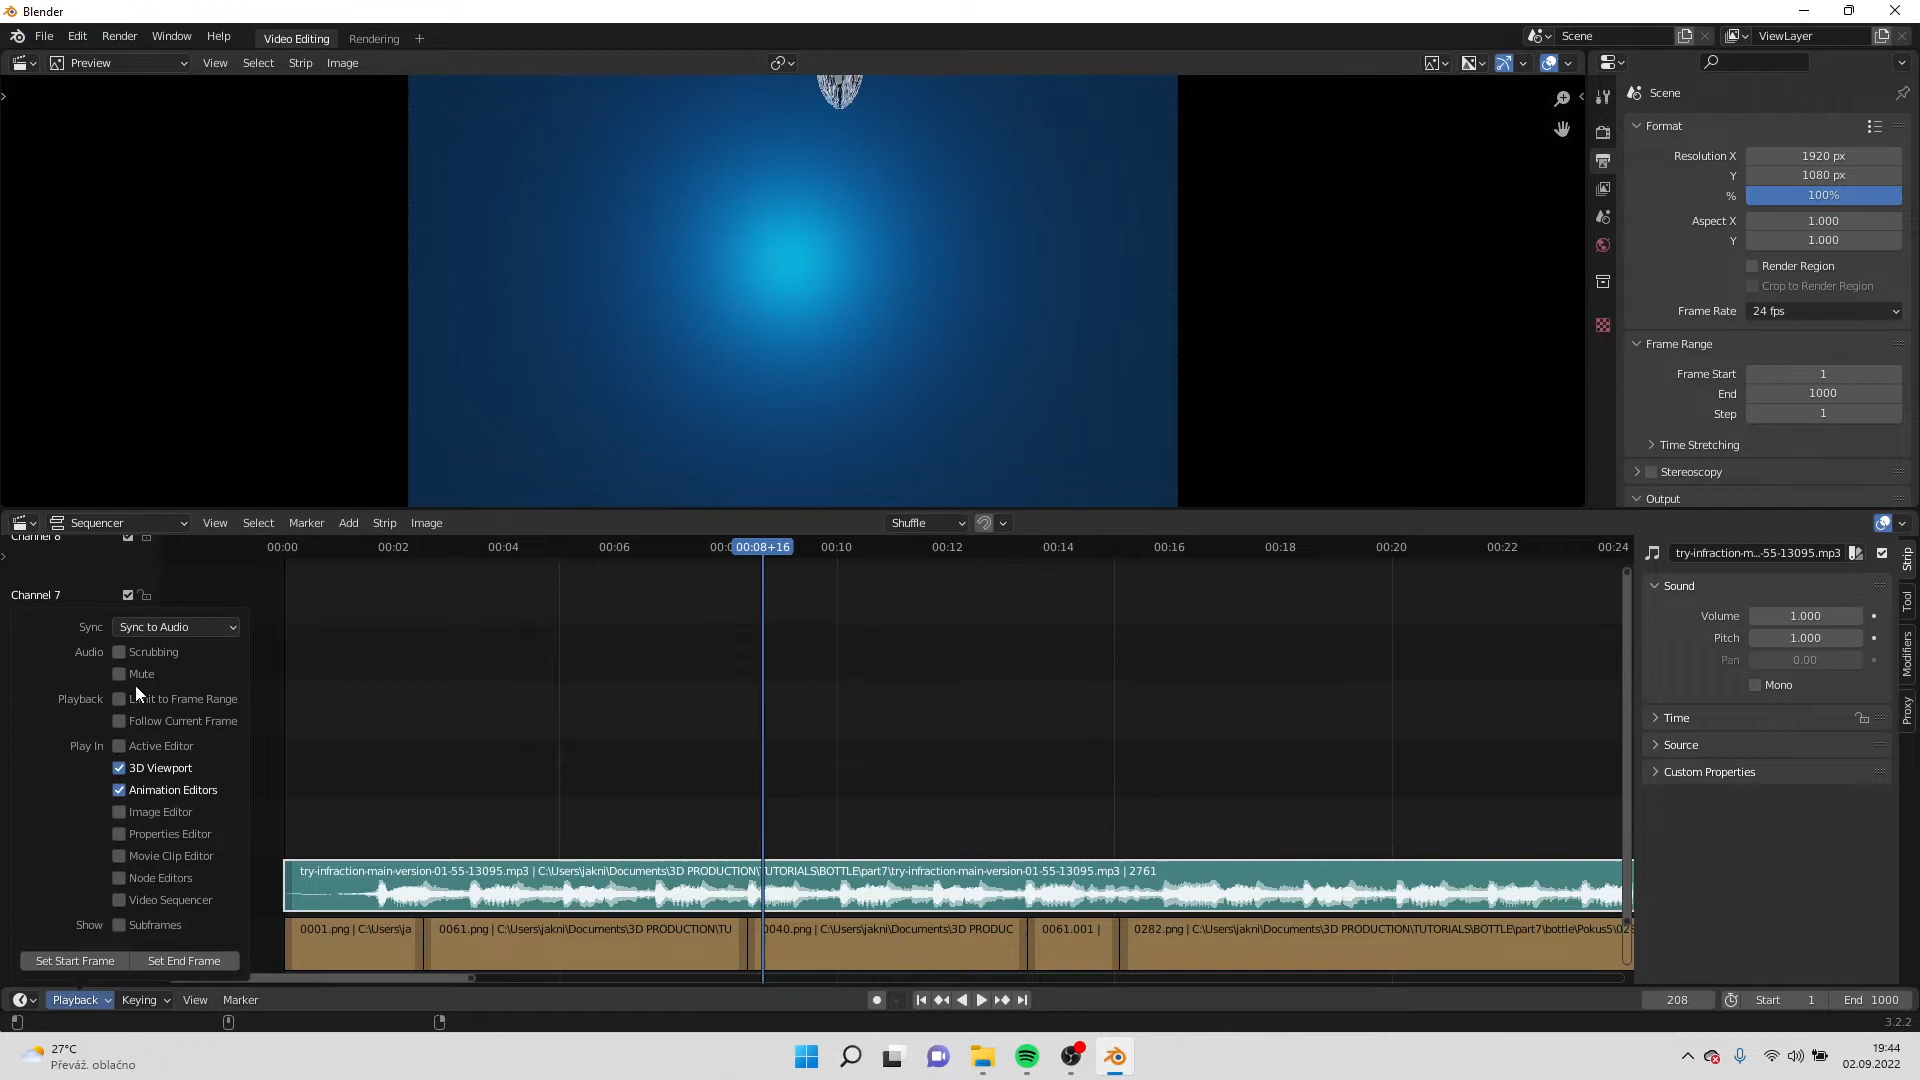 Blender
File Edit Render Window Help Video Editing Rendering + Scene ViewLayer
Preview View Select Strip Image
Scene
Format
Resolution X 1920 px
Y 1080 px
% 100%
Aspect X 1.000
Y 1.000
Render Region
Crop to Render Region
Frame Rate 24 fps
Frame Range
Frame Start 1
End 1000
Step 1
Time Stretching
Stereoscopy
Output
Sequencer View Select Marker Add Strip Image Shuffle
Channel 8
00:00 00:02 00:04 00:06 00:08+16 00:10 00:12 00:14 00:16 00:18 00:20 00:22 00:24
try-infraction-m...-55-13095.mp3
Strip
Tool
Modifiers
Proxy
Sound
Volume 1.000
Pitch 1.000
Pan 0.00
Mono
Time
Source
Custom Properties
Channel 7
Sync Sync to Audio
Audio Scrubbing
Mute
Playback Limit to Frame Range
Follow Current Frame
Play In Active Editor
3D Viewport
Animation Editors
Image Editor
Properties Editor
Movie Clip Editor
Node Editors
Video Sequencer
Show Subframes
Set Start Frame Set End Frame
try-infraction-main-version-01-55-13095.mp3 | C:\Users\jakni\Documents\3D PRODUCTION\TUTORIALS\BOTTLE\part7\try-infraction-main-version-01-55-13095.mp3 | 2761
0001.png | C:\Users\ja 0061.png | C:\Users\jakni\Documents\3D PRODUCTION\TU 0040.png | C:\Users\jakni\Documents\3D PRODUC 0061.001 | 0282.png | C:\Users\jakni\Documents\3D PRODUCTION\TUTORIALS\BOTTLE\part7\bottle\Pokus5\028
Playback Keying View Marker 208 Start 1 End 1000
3.2.2
27°C
Převáž. oblačno
19:44
02.09.2022